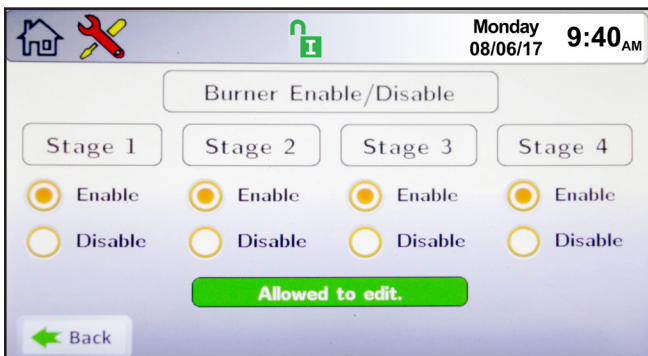 Monday
08/06/17 9:40AM
I
Burner Enable/Disable
Stage 1 Stage 2 Stage 3 Stage 4
Enable Enable Enable Enable
Disable Disable Disable Disable
Allowed to edit.
Back